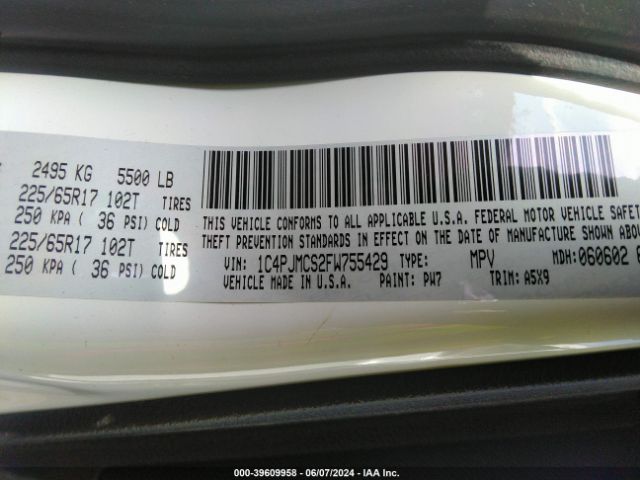 2495 KG 5500 LB
225/65R17 102T TIRES
250 KPA ( 36 PSI) COLD
225/65R17 102T TIRES
250 KPA ( 36 PSI) COLD
THIS VEHICLE CONFORMS TO ALL APPLICABLE U.S.A. FEDERAL MOTOR VEHICLE SAFET
THEFT PREVENTION STANDARDS IN EFFECT ON THE DATE OF MANUFACTURE SHOWN ABOV
VIN: 1C4PJMCS2FW755429 TYPE: MPV MDH: 060602
VEHICLE MADE IN U.S.A. PAINT: PW7 TRIM: A5X9
000-39609958 - 06/07/2024 - IAA Inc.